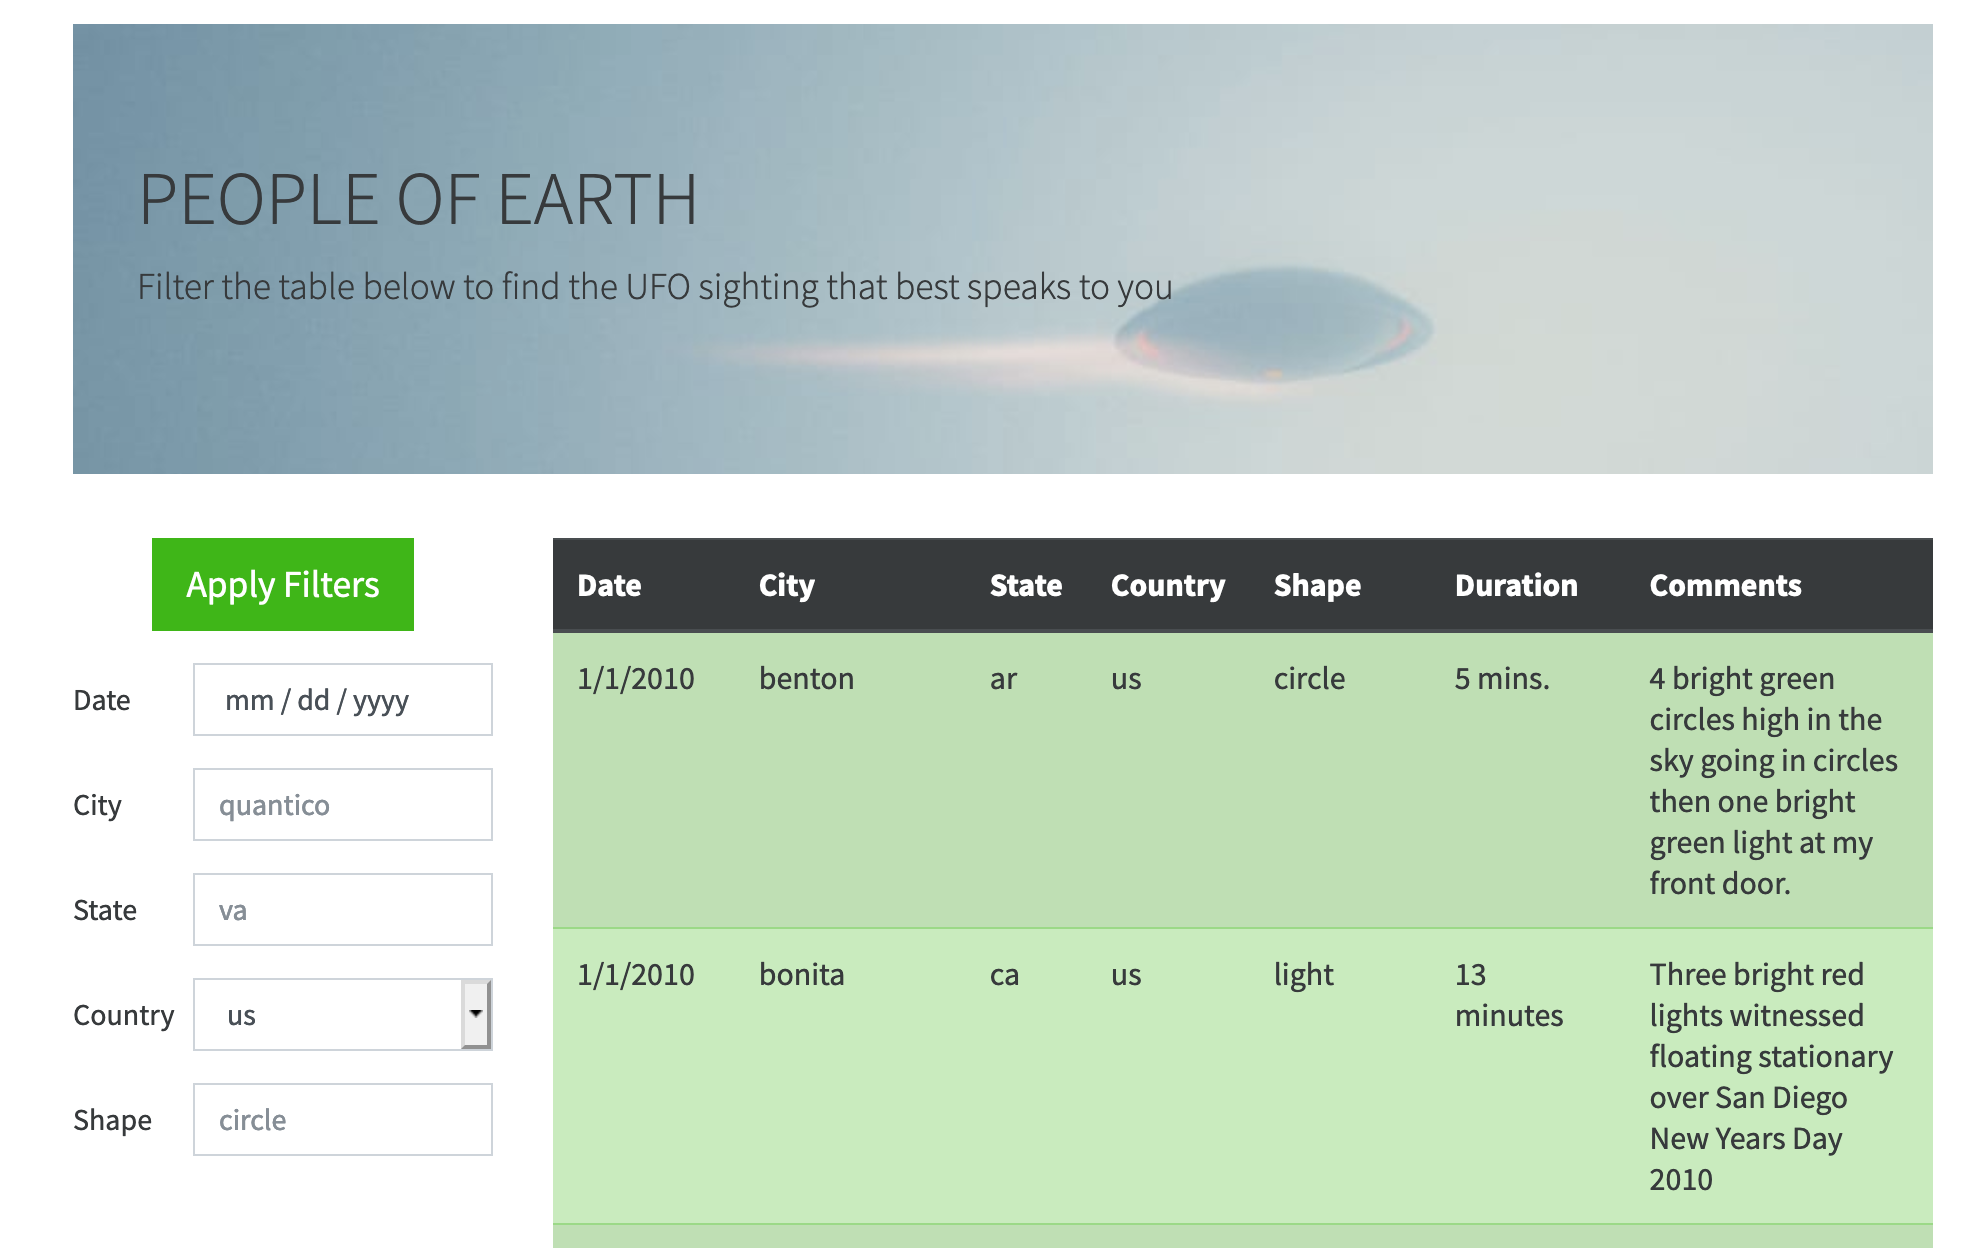 PEOPLE OF EARTH
Filter the table below to find the UFO sighting that best speaks to you
Apply Filters
Date
mm / dd / yyyy
City
quantico
State
va
Country
us
Shape
circle
Date City State Country Shape Duration Comments
1/1/2010 benton ar us circle 5 mins. 4 bright green
circles high in the
sky going in circles
then one bright
green light at my
front door.
1/1/2010 bonita ca us light 13 Three bright red
minutes lights witnessed
floating stationary
over San Diego
New Years Day
2010